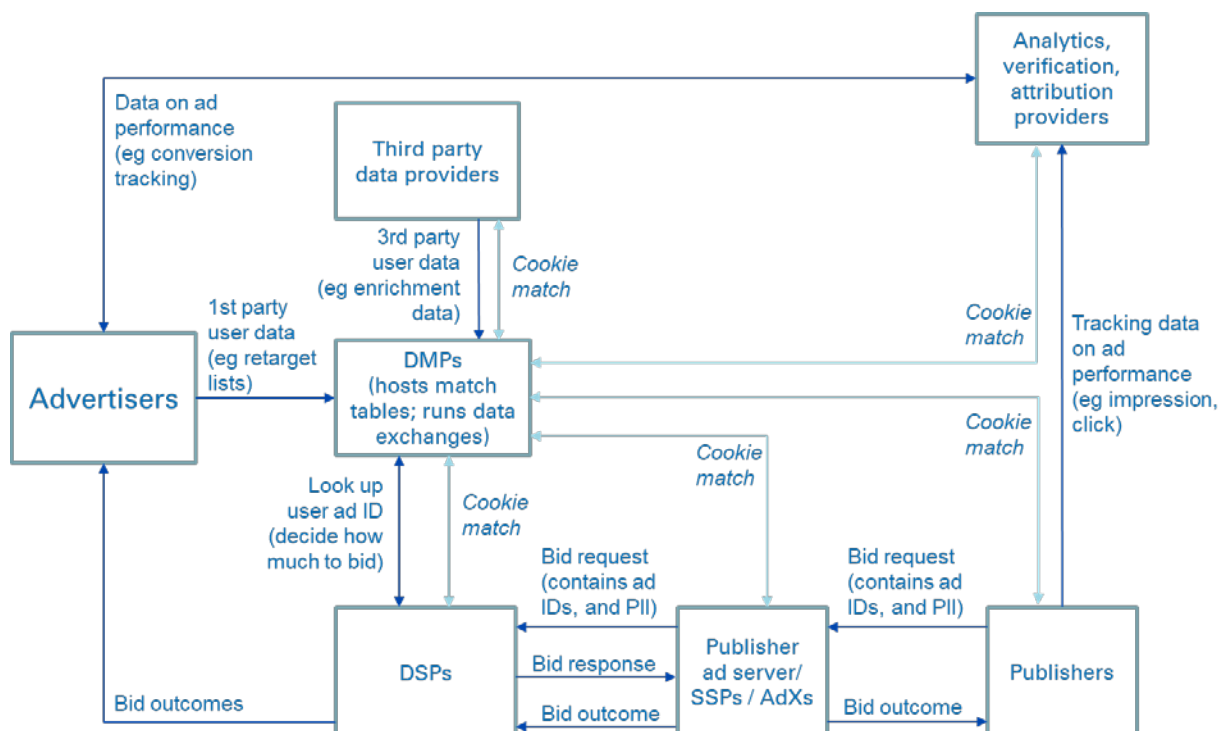 Analytics,
verification,
attribution
providers
Data on ad
performance
(eg conversion
tracking)
Third party
data providers
3rd party
user data
(eg enrichment
data)
Cookie
match
1st party
user data
(eg retarget
lists)
Cookie
match
Tracking data
on ad
performance
(eg impression,
click)
Advertisers
DMPs
(hosts match
tables; runs data
exchanges)
Cookie
match
Cookie
match
Look up
user ad ID
(decide how
much to bid)
Cookie
match
Bid request
(contains ad
IDs, and PII)
Bid request
(contains ad
IDs, and PII)
DSPs
Bid response
Publisher
ad server/
SSPs / AdXs
Publishers
Bid outcomes
Bid outcome
Bid outcome